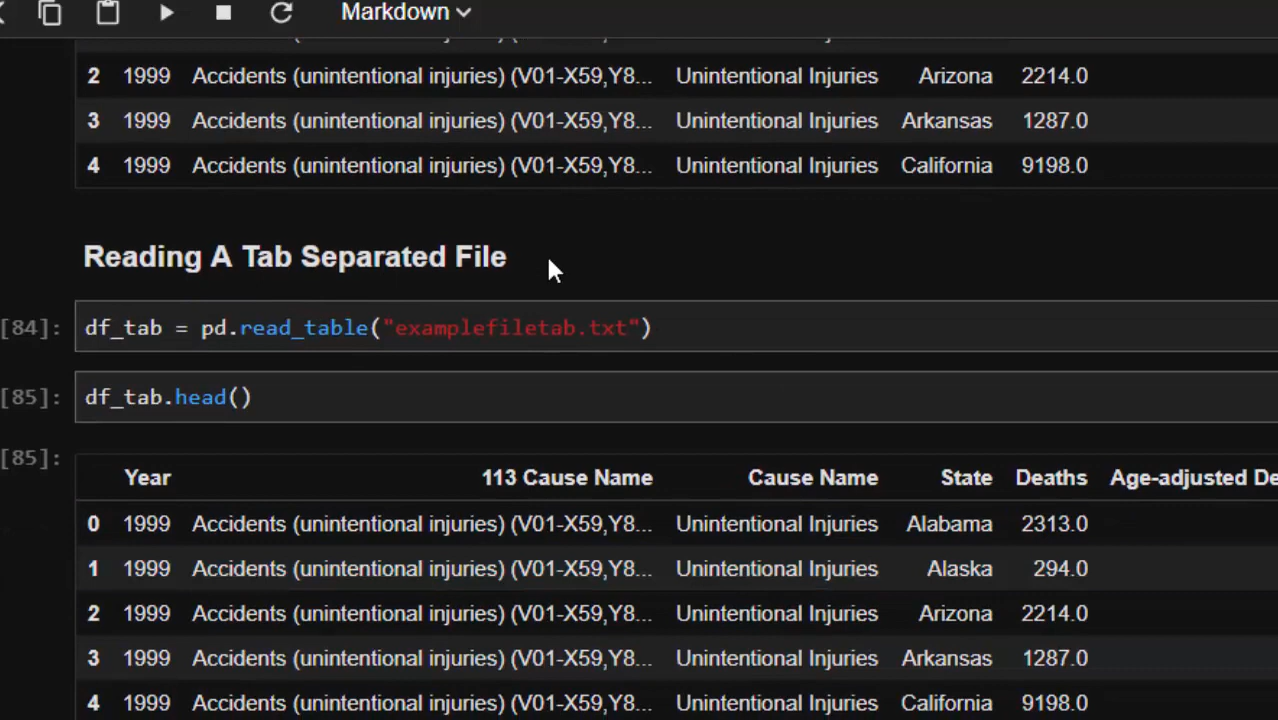 Markdown
2 1999 Accidents (unintentional injuries) (V01-X59,Y8... Unintentional Injuries Arizona 2214.0
3 1999 Accidents (unintentional injuries) (V01-X59,Y8... Unintentional Injuries Arkansas 1287.0
4 1999 Accidents (unintentional injuries) (V01-X59,Y8... Unintentional Injuries California 9198.0
Reading A Tab Separated File
[84]: df_tab = pd.read_table("examplefiletab.txt")
[85]: df_tab.head()
[85]:
Year 113 Cause Name Cause Name State Deaths Age-adjusted De
0 1999 Accidents (unintentional injuries) (V01-X59,Y8... Unintentional Injuries Alabama 2313.0
1 1999 Accidents (unintentional injuries) (V01-X59,Y8... Unintentional Injuries Alaska 294.0
2 1999 Accidents (unintentional injuries) (V01-X59,Y8... Unintentional Injuries Arizona 2214.0
3 1999 Accidents (unintentional injuries) (V01-X59,Y8... Unintentional Injuries Arkansas 1287.0
4 1999 Accidents (unintentional injuries) (V01-X59,Y8... Unintentional Injuries California 9198.0